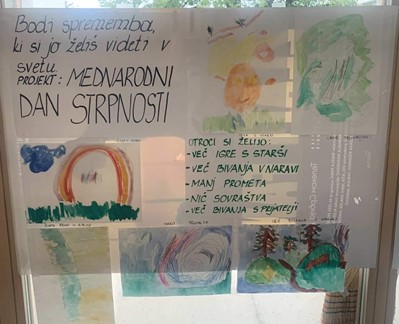 Bodi sprememba,
ki si jo želiš videti v
svetu.
PROJEKT: MEDNARODNI
DAN STRPNOSTI
OTROCI SI ŽELIJO:
- VEČ IGRE S STARŠI
- VEČ BIVANJA V NARAVI
- MANJ PROMETA
- NIČ SOVRAŠTVA
- VEČ BIVANJA S PRIJATELJI